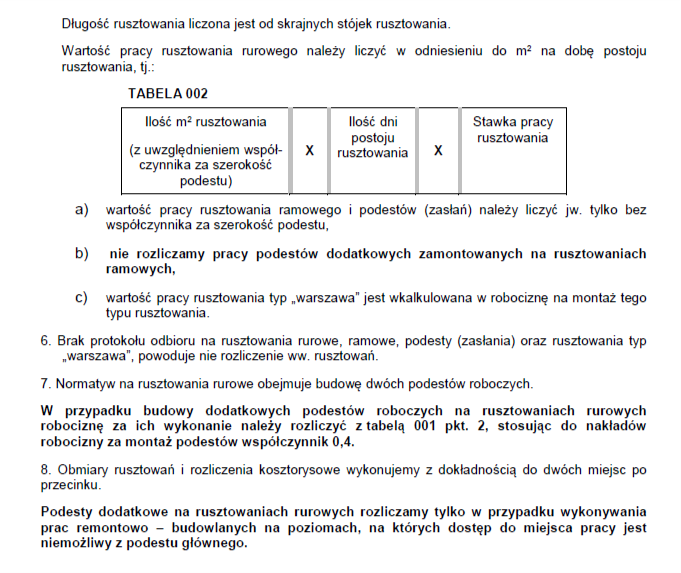 Długość rusztowania liczona jest od skrajnych stójek rusztowania.
Wartość pracy rusztowania rurowego należy liczyć w odniesieniu do m² na dobę postoju
rusztowania, tj.:
TABELA 002
Ilość m² rusztowania
(z uwzględnieniem współ-
czynnika za szerokość
podestu)
X
Ilość dni
postoju
rusztowania
X
Stawka pracy
rusztowania
a) wartość pracy rusztowania ramowego i podestów (zasłań) należy liczyć jw. tylko bez
współczynnika za szerokość podestu,
b) nie rozliczamy pracy podestów dodatkowych zamontowanych na rusztowaniach
ramowych,
c) wartość pracy rusztowania typ „warszawa” jest wkalkulowana w robociznę na montaż tego
typu rusztowania.
6. Brak protokołu odbioru na rusztowania rurowe, ramowe, podesty (zasłania) oraz rusztowania typ
„warszawa”, powoduje nie rozliczenie ww. rusztowań.
7. Normatyw na rusztowania rurowe obejmuje budowę dwóch podestów roboczych.
W przypadku budowy dodatkowych podestów roboczych na rusztowaniach rurowych
robociznę za ich wykonanie należy rozliczyć z tabelą 001 pkt. 2, stosując do nakładów
robocizny za montaż podestów współczynnik 0,4.
8. Obmiary rusztowań i rozliczenia kosztorysowe wykonujemy z dokładnością do dwóch miejsc po
przecinku.
Podesty dodatkowe na rusztowaniach rurowych rozliczamy tylko w przypadku wykonywania
prac remontowo – budowlanych na poziomach, na których dostęp do miejsca pracy jest
niemożliwy z podestu głównego.